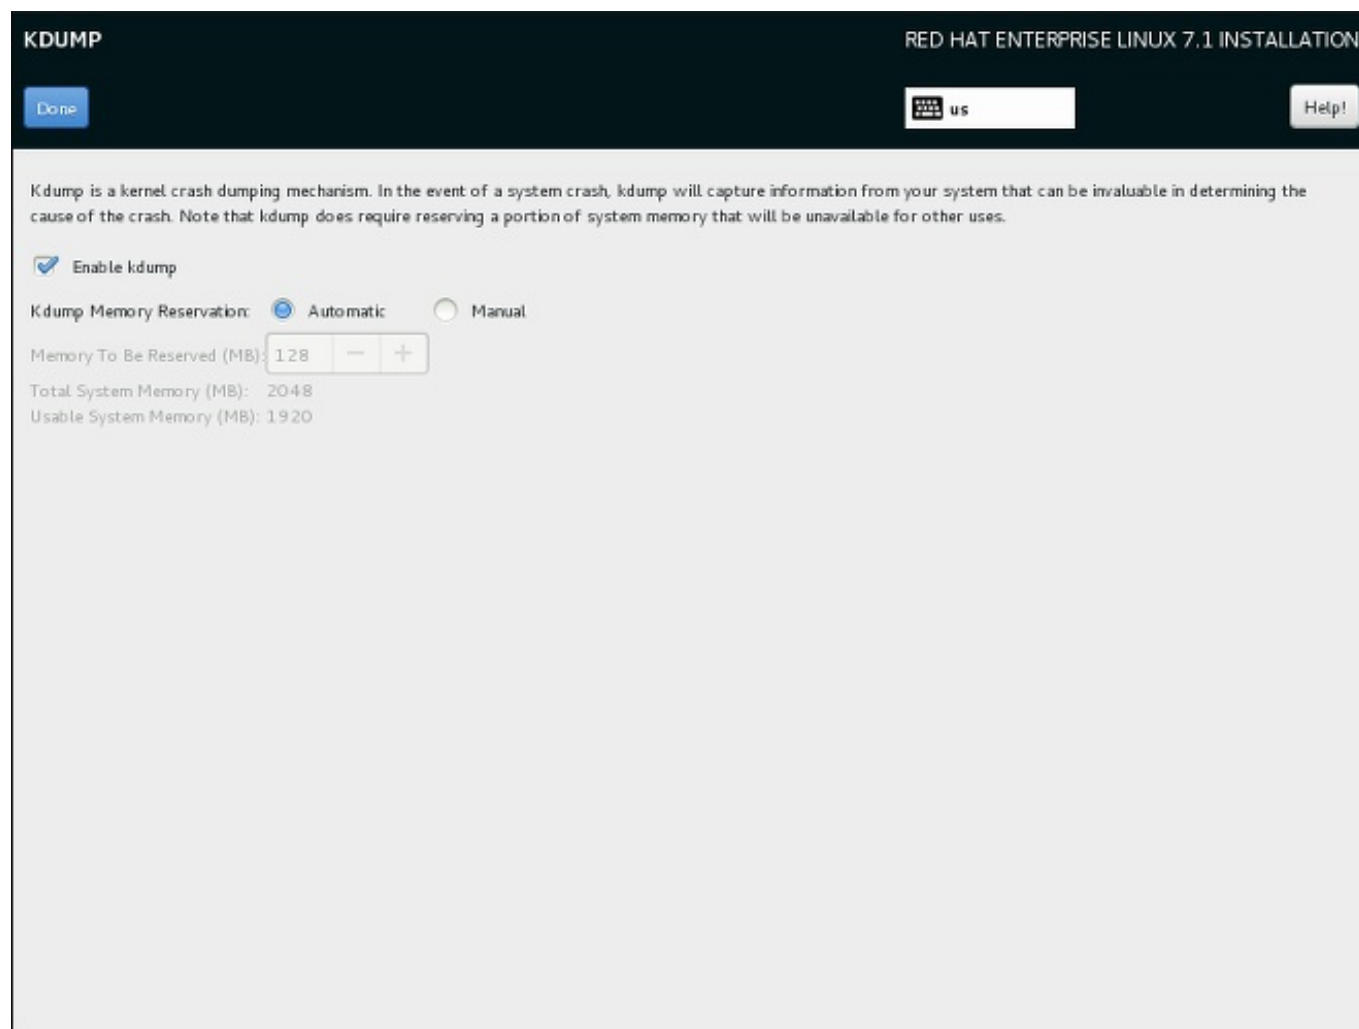 KDUMP
RED HAT ENTERPRISE LINUX 7.1 INSTALLATION
Done
us
Help!
Kdump is a kernel crash dumping mechanism. In the event of a system crash, kdump will capture information from your system that can be invaluable in determining the
cause of the crash. Note that kdump does require reserving a portion of system memory that will be unavailable for other uses.
Enable kdump
Kdump Memory Reservation: Automatic Manual
Memory To Be Reserved (MB): 128 − +
Total System Memory (MB): 2048
Usable System Memory (MB): 1920